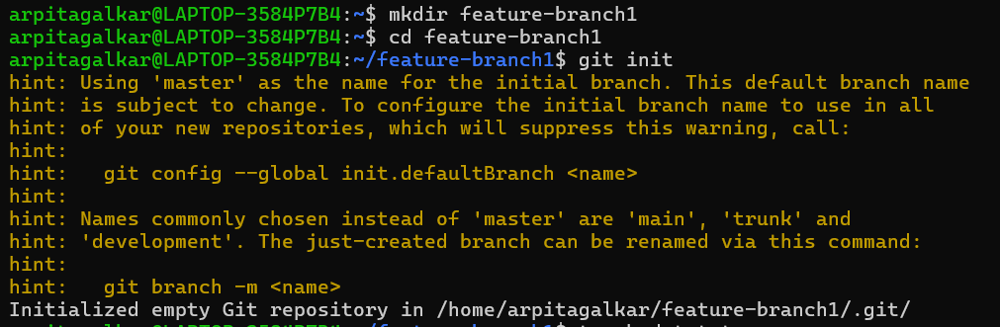 arpitagalkar@LAPTOP-3584P7B4:~$ mkdir feature-branch1
arpitagalkar@LAPTOP-3584P7B4:~$ cd feature-branch1
arpitagalkar@LAPTOP-3584P7B4:~/feature-branch1$ git init
hint: Using 'master' as the name for the initial branch. This default branch name
hint: is subject to change. To configure the initial branch name to use in all
hint: of your new repositories, which will suppress this warning, call:
hint:
hint:   git config --global init.defaultBranch <name>
hint:
hint: Names commonly chosen instead of 'master' are 'main', 'trunk' and
hint: 'development'. The just-created branch can be renamed via this command:
hint:
hint:   git branch -m <name>
Initialized empty Git repository in /home/arpitagalkar/feature-branch1/.git/
arpitagalkar@LAPTOP-3584P7B4:~/feature-branch1$